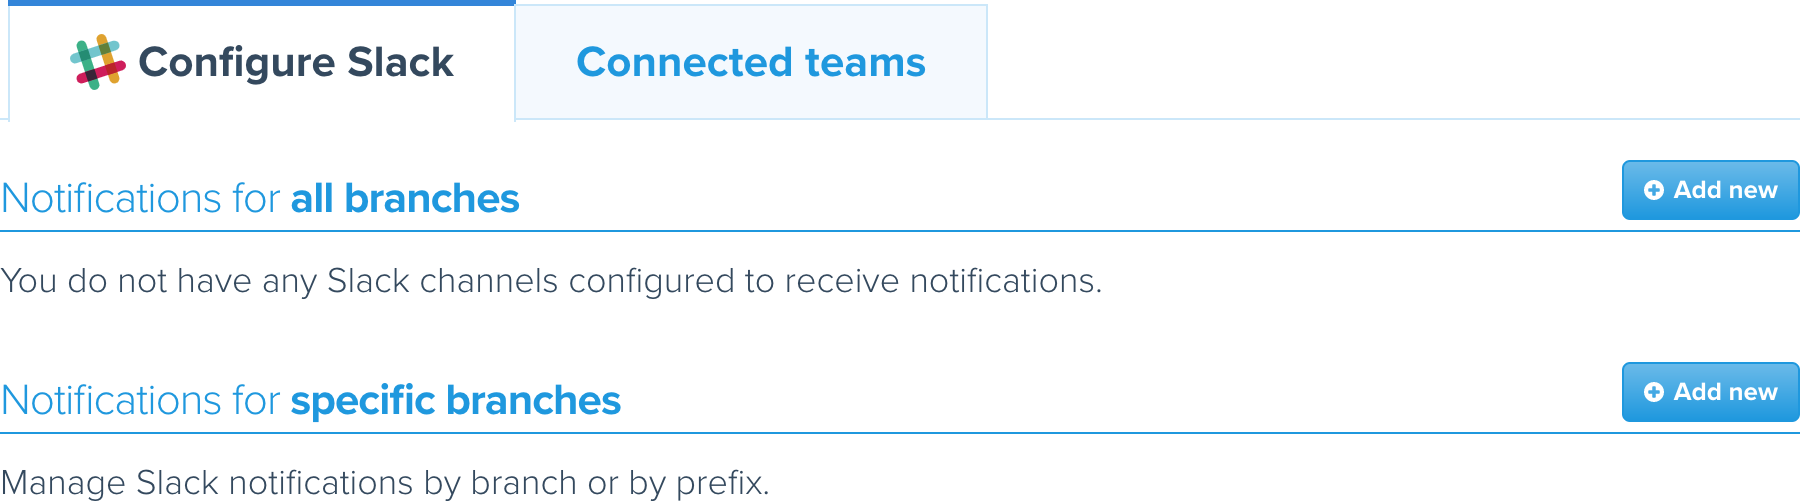 Configure Slack
Connected teams
Notifications for all branches
Add new
You do not have any Slack channels configured to receive notifications.
Notifications for specific branches
Add new
Manage Slack notifications by branch or by prefix.